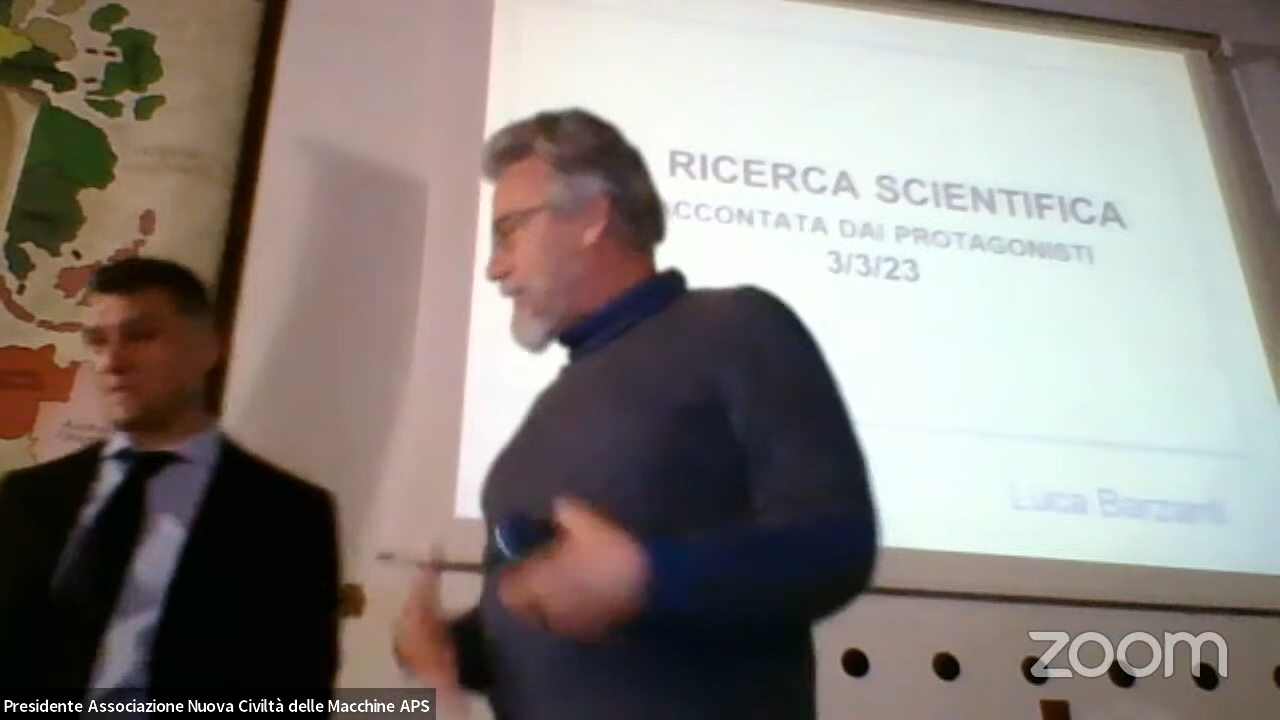 RICERCA SCIENTIFICA
ACCONTATA DAI PROTAGONISTI
3/3/23
Luca Barzanti
zoom
Presidente Associazione Nuova Civiltà delle Macchine APS